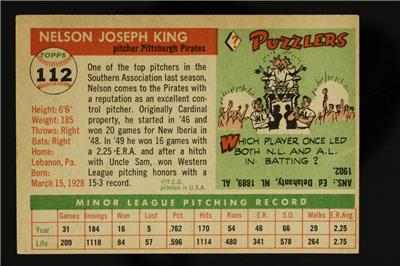 NELSON JOSEPH KING
pitcher Pittsburgh Pirates
TOPPS
112
Height: 6'6"
Weight: 185
Throws: Right
Bats: Right
Home:
Lebanon, Pa.
Born:
March 15, 1928
One of the top pitchers in the
Southern Association last season,
Nelson comes to the Pirates with
a reputation as an excellent con-
trol pitcher. Originally Cardinal
property, he started in '46 and
won 20 games for New Iberia in
'48. In '49 he won 16 games with
a 2.25 -E.R.A. and after a hitch
with Uncle Sam, won Western
League pitching honors with a
15-3 record.
©T.C.G.
printed in U.S.A.
?
PUZZLERS
NL
AL
WHICH PLAYER ONCE LED
BOTH N.L. AND A.L.
IN BATTING?
ANS: Ed Delahanty, NL 1899, AL
1902.
MINOR LEAGUE PITCHING RECORD
Games Innings Won Lost Pct. Hits Runs S.O. E.R. Walks E.R.Avg.
Year 31 144 16 5 .762 170 54 48 46 66 29 2.25
Life 209 1118 84 57 .596 1114 480 341 280 502 264 2.75